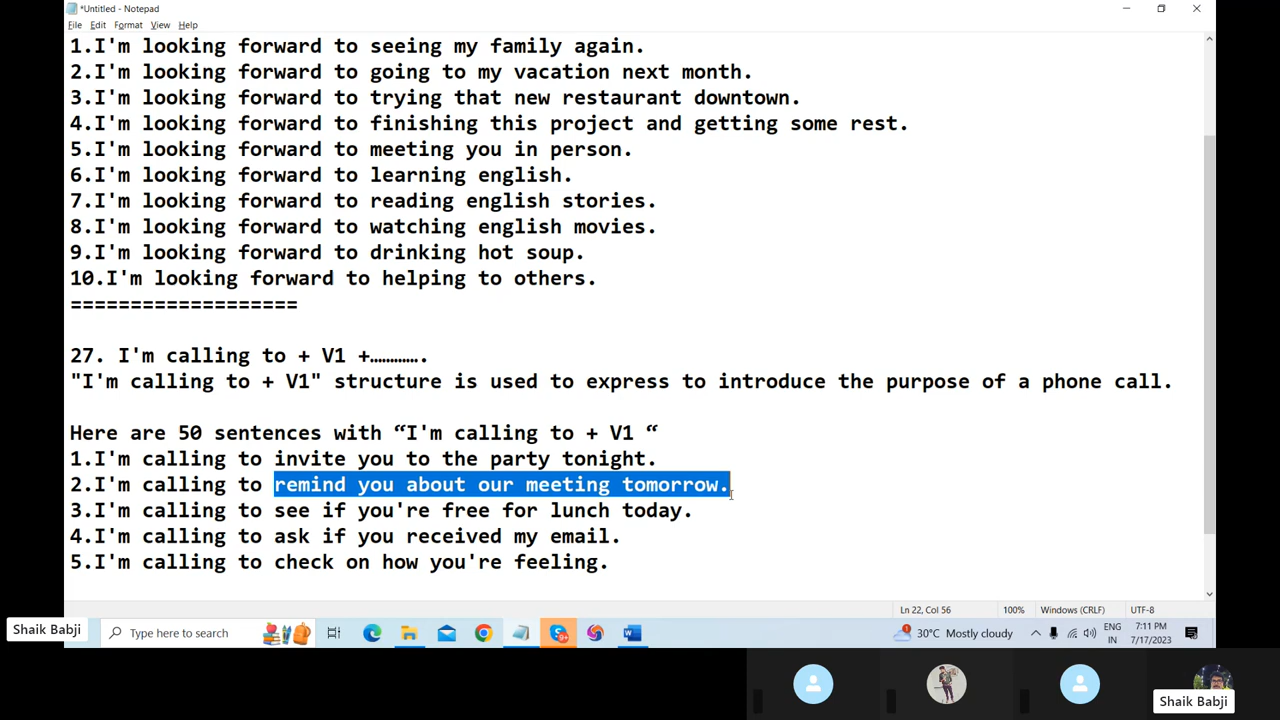 *Untitled - Notepad
File Edit Format View Help
1.I'm looking forward to seeing my family again.
2.I'm looking forward to going to my vacation next month.
3.I'm looking forward to trying that new restaurant downtown.
4.I'm looking forward to finishing this project and getting some rest.
5.I'm looking forward to meeting you in person.
6.I'm looking forward to learning english.
7.I'm looking forward to reading english stories.
8.I'm looking forward to watching english movies.
9.I'm looking forward to drinking hot soup.
10.I'm looking forward to helping to others.
===================
27. I'm calling to + V1 +………….
"I'm calling to + V1" structure is used to express to introduce the purpose of a phone call.
Here are 50 sentences with “I'm calling to + V1 “
1.I'm calling to invite you to the party tonight.
2.I'm calling to remind you about our meeting tomorrow.
3.I'm calling to see if you're free for lunch today.
4.I'm calling to ask if you received my email.
5.I'm calling to check on how you're feeling.
Ln 22, Col 56 100% Windows (CRLF) UTF-8
Shaik Babji
Type here to search
30°C Mostly cloudy
ENG
IN
7:11 PM
7/17/2023
Shaik Babji